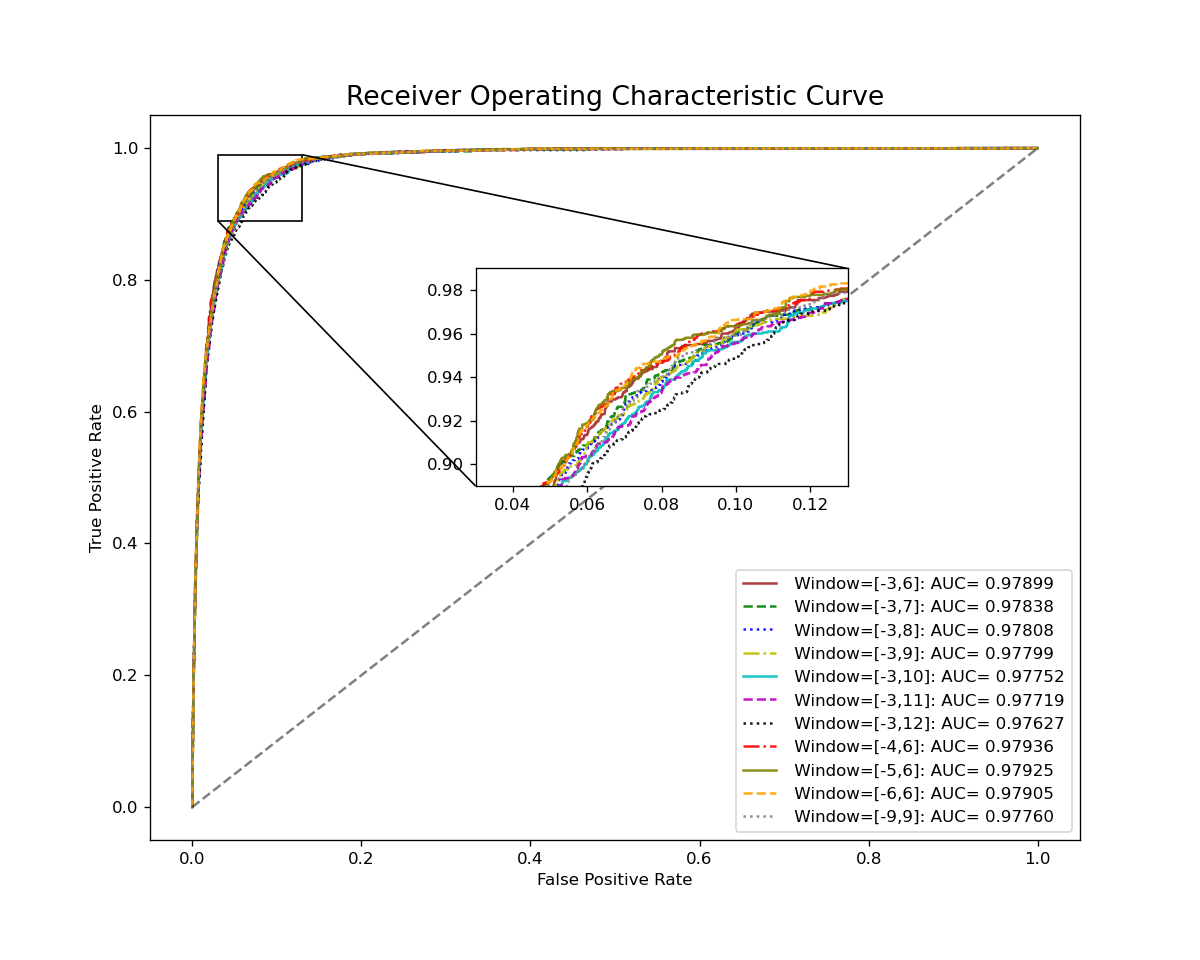 Receiver Operating Characteristic Curve
True Positive Rate
1.0
0.8
0.6
0.4
0.2
0.0
0.98
0.96
0.94
0.92
0.90
0.04 0.06 0.08 0.10 0.12
Window=[-3,6]: AUC= 0.97899
Window=[-3,7]: AUC= 0.97838
Window=[-3,8]: AUC= 0.97808
Window=[-3,9]: AUC= 0.97799
Window=[-3,10]: AUC= 0.97752
Window=[-3,11]: AUC= 0.97719
Window=[-3,12]: AUC= 0.97627
Window=[-4,6]: AUC= 0.97936
Window=[-5,6]: AUC= 0.97925
Window=[-6,6]: AUC= 0.97905
Window=[-9,9]: AUC= 0.97760
0.0 0.2 0.4 0.6 0.8 1.0
False Positive Rate